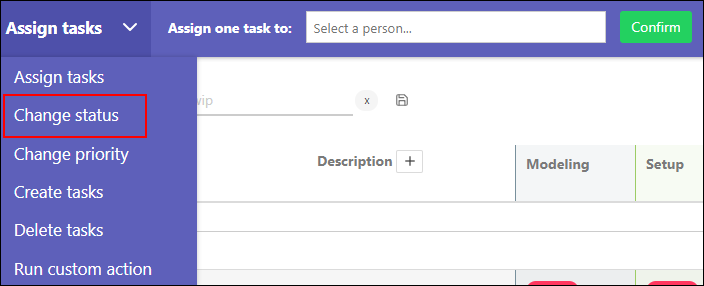 Assign tasks Assign one task to: Select a person... Confirm
Assign tasks
Change status
wip x
Change priority
Description + Modeling Setup
Create tasks
Delete tasks
Run custom action